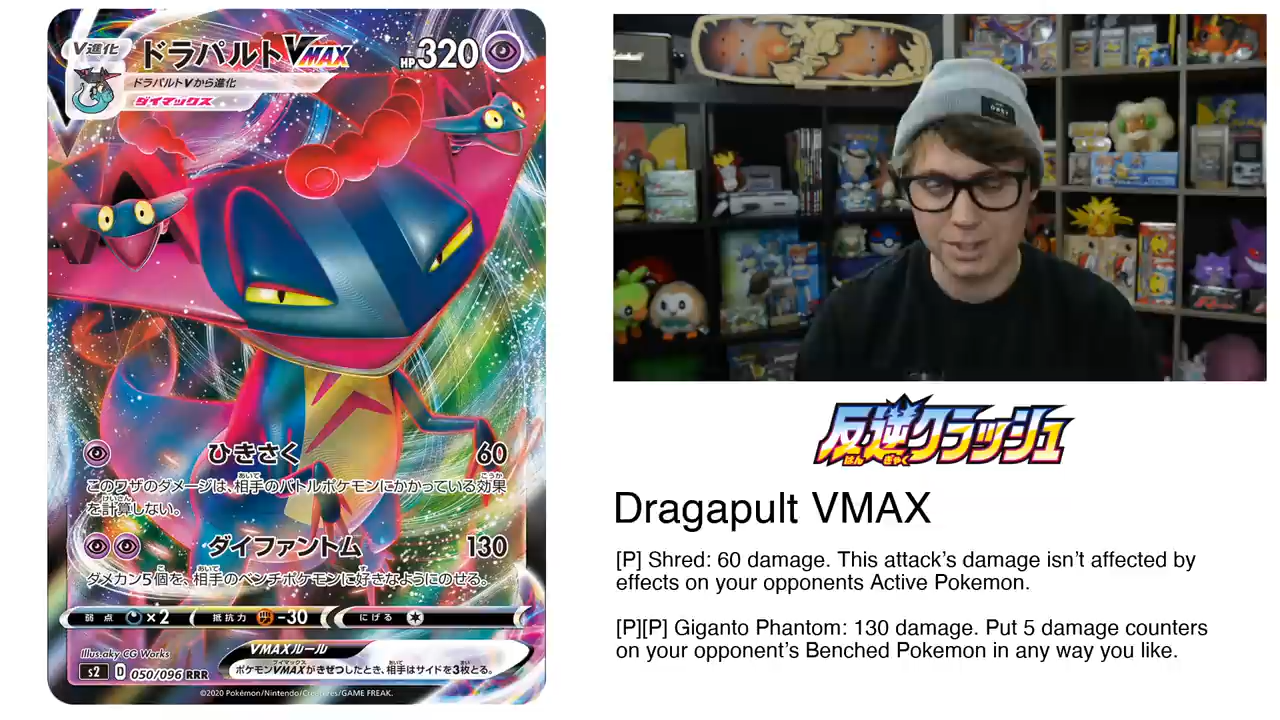 V進化
ドラパルトVMAX
HP320
ドラパルトVから進化
ダイマックス
ひきさく 60
このワザのダメージは、相手のバトルポケモンにかかっている効果
を計算しない。
ダイファントム 130
ダメカン5個を、相手のベンチポケモンに好きなようにのせる。
弱点 ×2 抵抗力 -30 にげる
Illus.aky CG Works
VMAXルール
ポケモンVMAXがきぜつしたとき、相手はサイドを3枚とる。
s2 D 050/096 RRR
©2020 Pokémon/Nintendo/Creatures/GAME FREAK.
反逆クラッシュ
はんぎゃく
Dragapult VMAX
[P] Shred: 60 damage. This attack's damage isn't affected by
effects on your opponents Active Pokemon.
[P][P] Giganto Phantom: 130 damage. Put 5 damage counters
on your opponent's Benched Pokemon in any way you like.